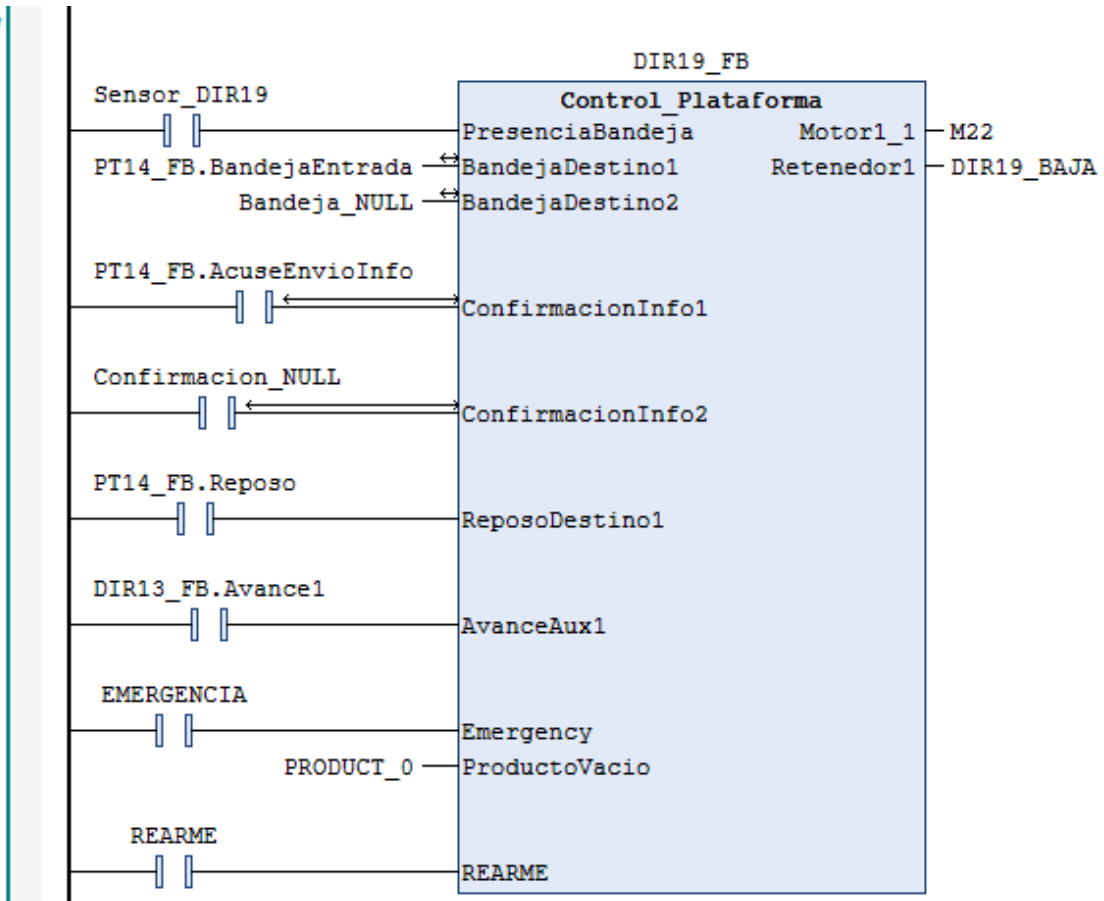 DIR19_FB
Sensor_DIR19
Control_Plataforma
PresenciaBandeja Motor1_1 M22
PT14_FB.BandejaEntrada BandejaDestino1 Retenedor1 DIR19_BAJA
Bandeja_NULL BandejaDestino2
PT14_FB.AcuseEnvioInfo
ConfirmacionInfo1
Confirmacion_NULL
ConfirmacionInfo2
PT14_FB.Reposo
ReposoDestino1
DIR13_FB.Avance1
AvanceAux1
EMERGENCIA
Emergency
PRODUCT_0 ProductoVacio
REARME
REARME